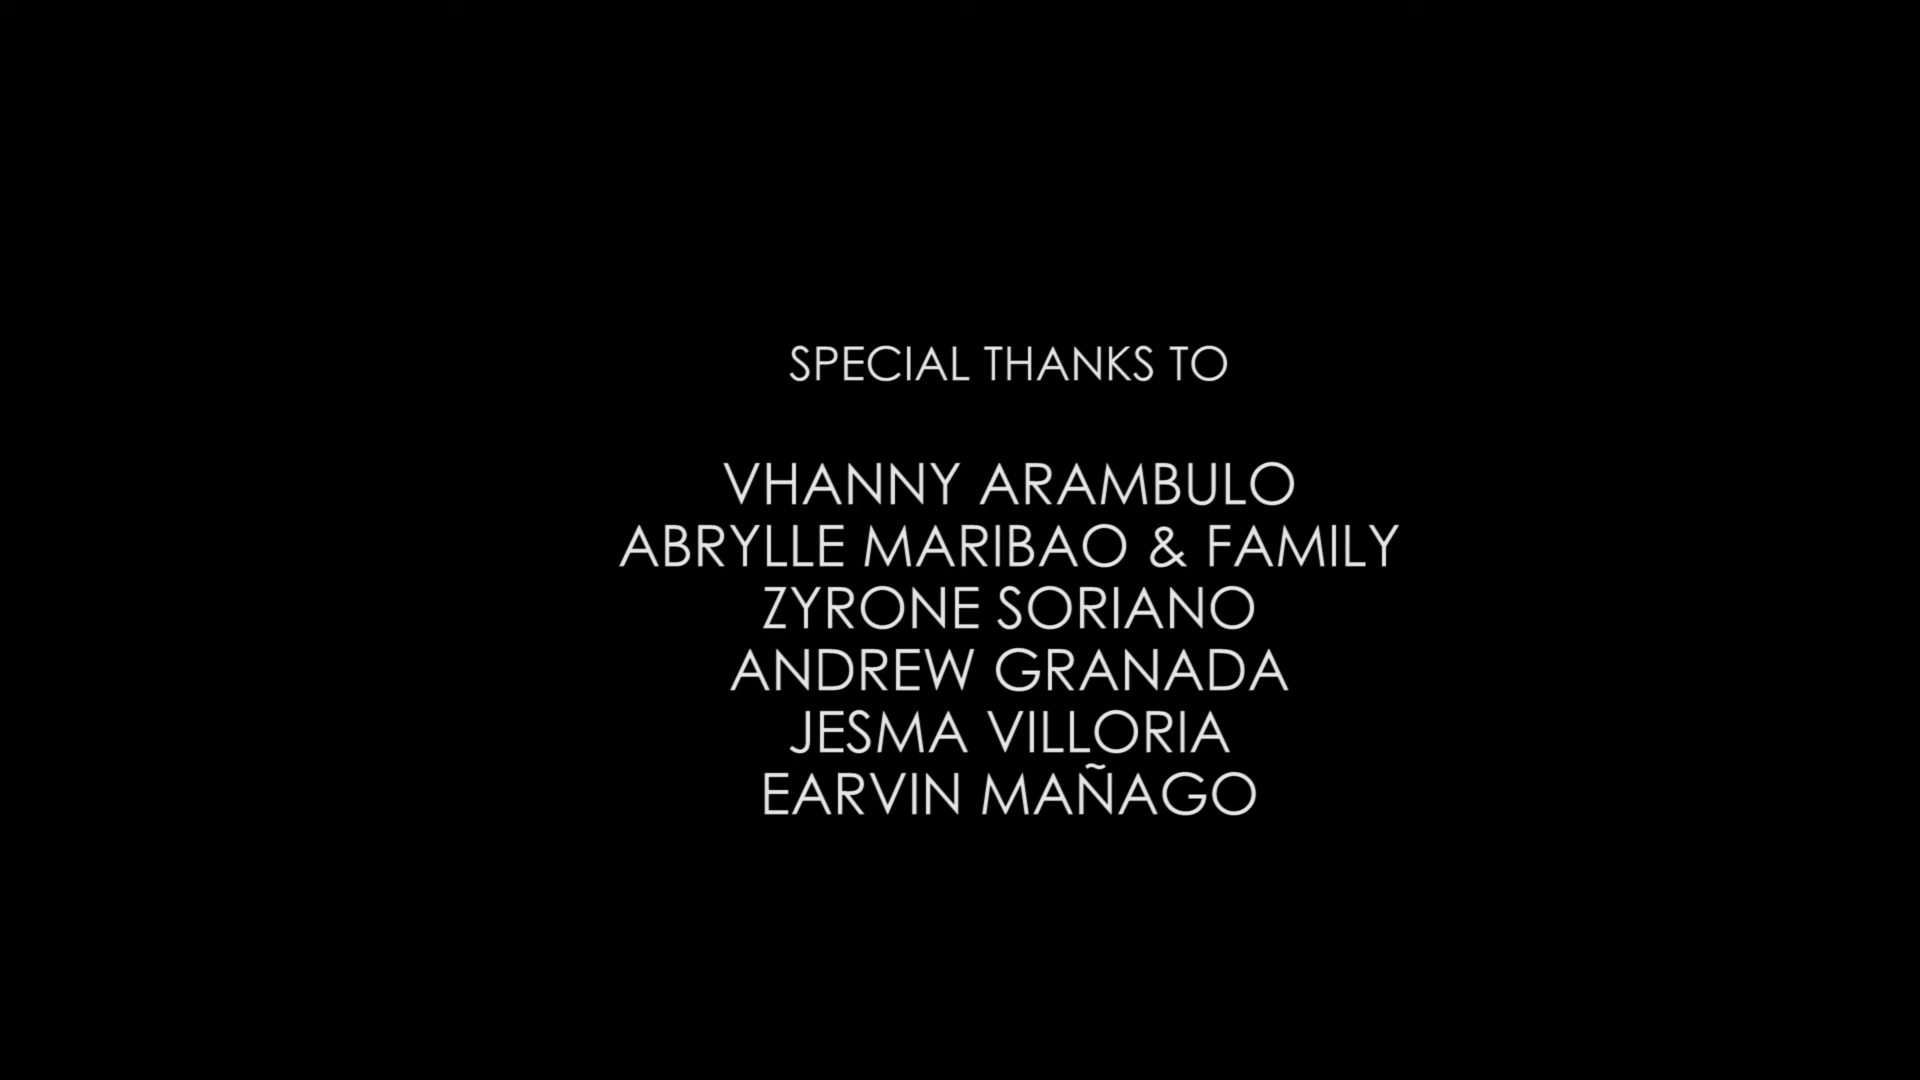 SPECIAL THANKS TO
VHANNY ARAMBULO
ABRYLLE MARIBAO & FAMILY
ZYRONE SORIANO
ANDREW GRANADA
JESMA VILLORIA
EARVIN MAÑAGO